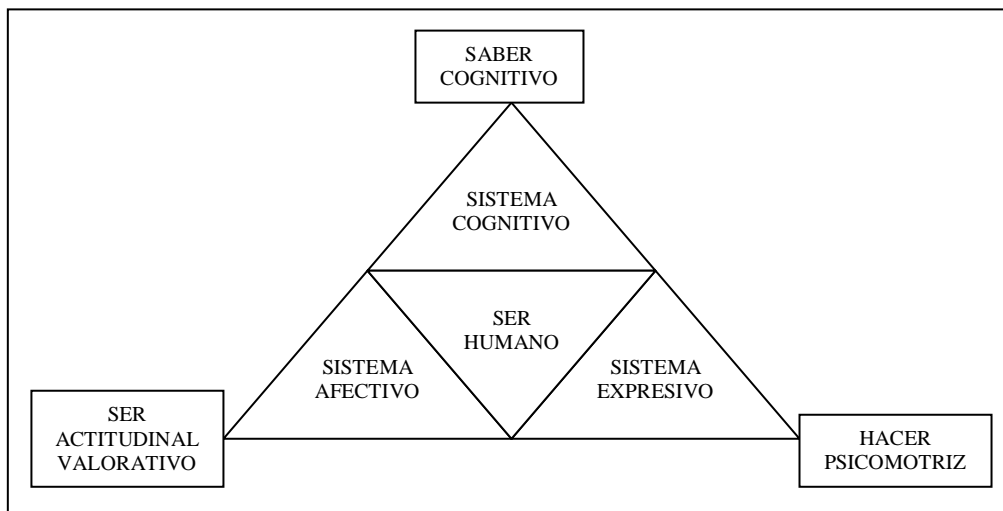 SABER
COGNITIVO
SISTEMA
COGNITIVO
SER
HUMANO
SISTEMA
AFECTIVO
SISTEMA
EXPRESIVO
SER
ACTITUDINAL
VALORATIVO
HACER
PSICOMOTRIZ